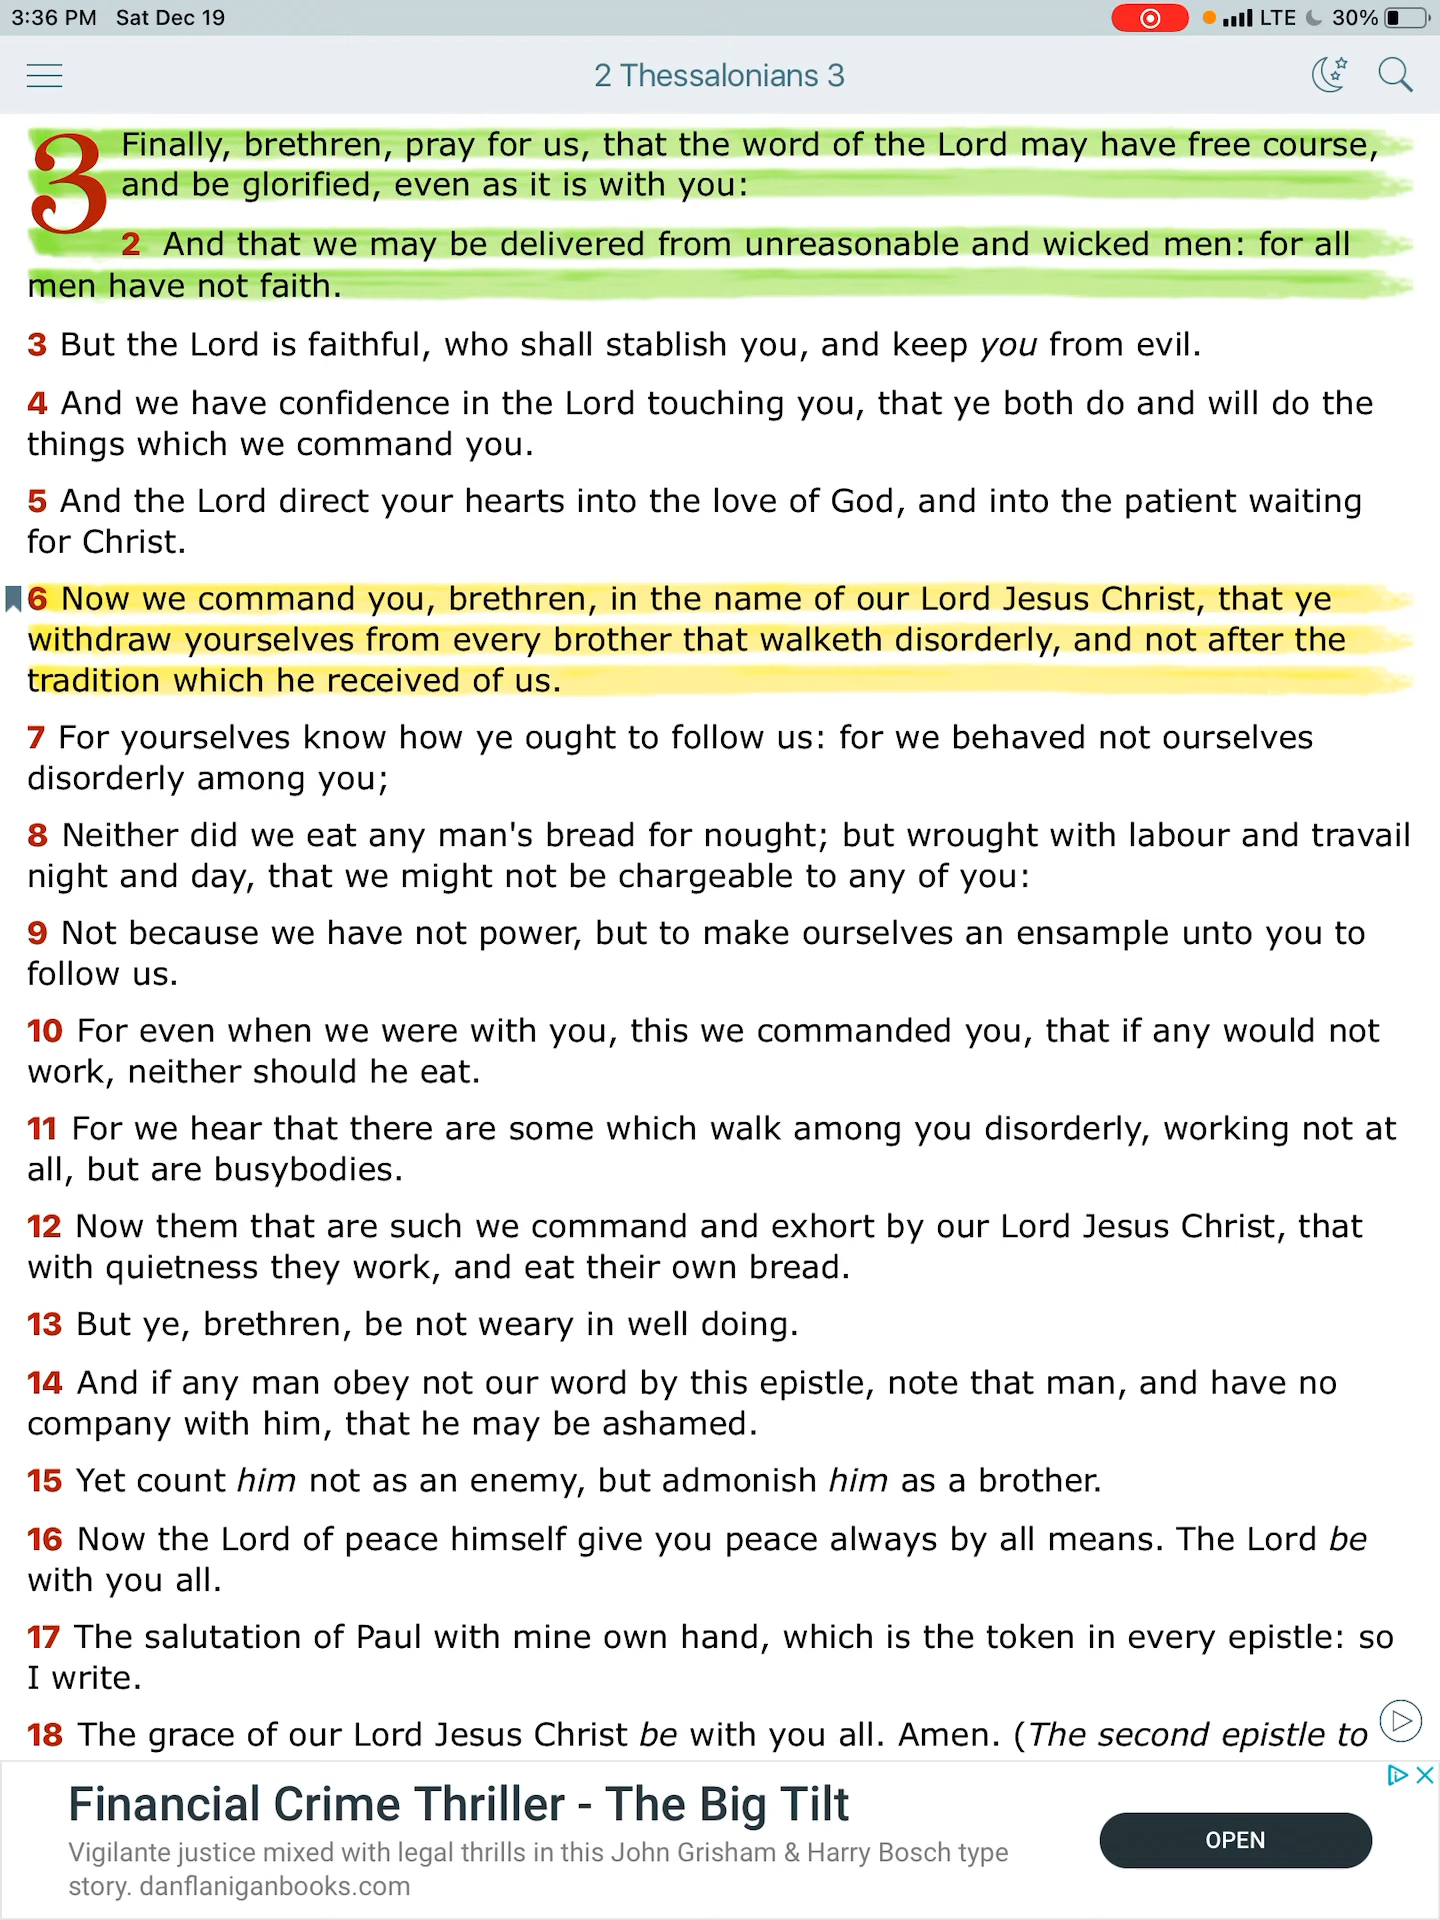 3:36 PM Sat Dec 19 LTE 30%
2 Thessalonians 3
3 Finally, brethren, pray for us, that the word of the Lord may have free course,
and be glorified, even as it is with you:
2 And that we may be delivered from unreasonable and wicked men: for all
men have not faith.
3 But the Lord is faithful, who shall stablish you, and keep you from evil.
4 And we have confidence in the Lord touching you, that ye both do and will do the
things which we command you.
5 And the Lord direct your hearts into the love of God, and into the patient waiting
for Christ.
6 Now we command you, brethren, in the name of our Lord Jesus Christ, that ye
withdraw yourselves from every brother that walketh disorderly, and not after the
tradition which he received of us.
7 For yourselves know how ye ought to follow us: for we behaved not ourselves
disorderly among you;
8 Neither did we eat any man's bread for nought; but wrought with labour and travail
night and day, that we might not be chargeable to any of you:
9 Not because we have not power, but to make ourselves an ensample unto you to
follow us.
10 For even when we were with you, this we commanded you, that if any would not
work, neither should he eat.
11 For we hear that there are some which walk among you disorderly, working not at
all, but are busybodies.
12 Now them that are such we command and exhort by our Lord Jesus Christ, that
with quietness they work, and eat their own bread.
13 But ye, brethren, be not weary in well doing.
14 And if any man obey not our word by this epistle, note that man, and have no
company with him, that he may be ashamed.
15 Yet count him not as an enemy, but admonish him as a brother.
16 Now the Lord of peace himself give you peace always by all means. The Lord be
with you all.
17 The salutation of Paul with mine own hand, which is the token in every epistle: so
I write.
18 The grace of our Lord Jesus Christ be with you all. Amen. (The second epistle to
Financial Crime Thriller - The Big Tilt
Vigilante justice mixed with legal thrills in this John Grisham & Harry Bosch type
story. danflaniganbooks.com
OPEN